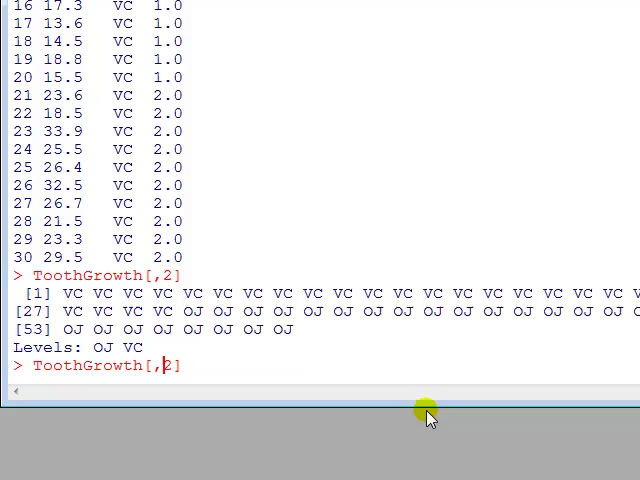 16 17.3 VC 1.0
17 13.6 VC 1.0
18 14.5 VC 1.0
19 18.8 VC 1.0
20 15.5 VC 1.0
21 23.6 VC 2.0
22 18.5 VC 2.0
23 33.9 VC 2.0
24 25.5 VC 2.0
25 26.4 VC 2.0
26 32.5 VC 2.0
27 26.7 VC 2.0
28 21.5 VC 2.0
29 23.3 VC 2.0
30 29.5 VC 2.0
> ToothGrowth[,2]
[1] VC VC VC VC VC VC VC VC VC VC VC VC VC VC VC VC VC VC VC
[27] VC VC VC VC OJ OJ OJ OJ OJ OJ OJ OJ OJ OJ OJ OJ OJ OJ OJ
[53] OJ OJ OJ OJ OJ OJ OJ OJ
Levels: OJ VC
> ToothGrowth[,2]